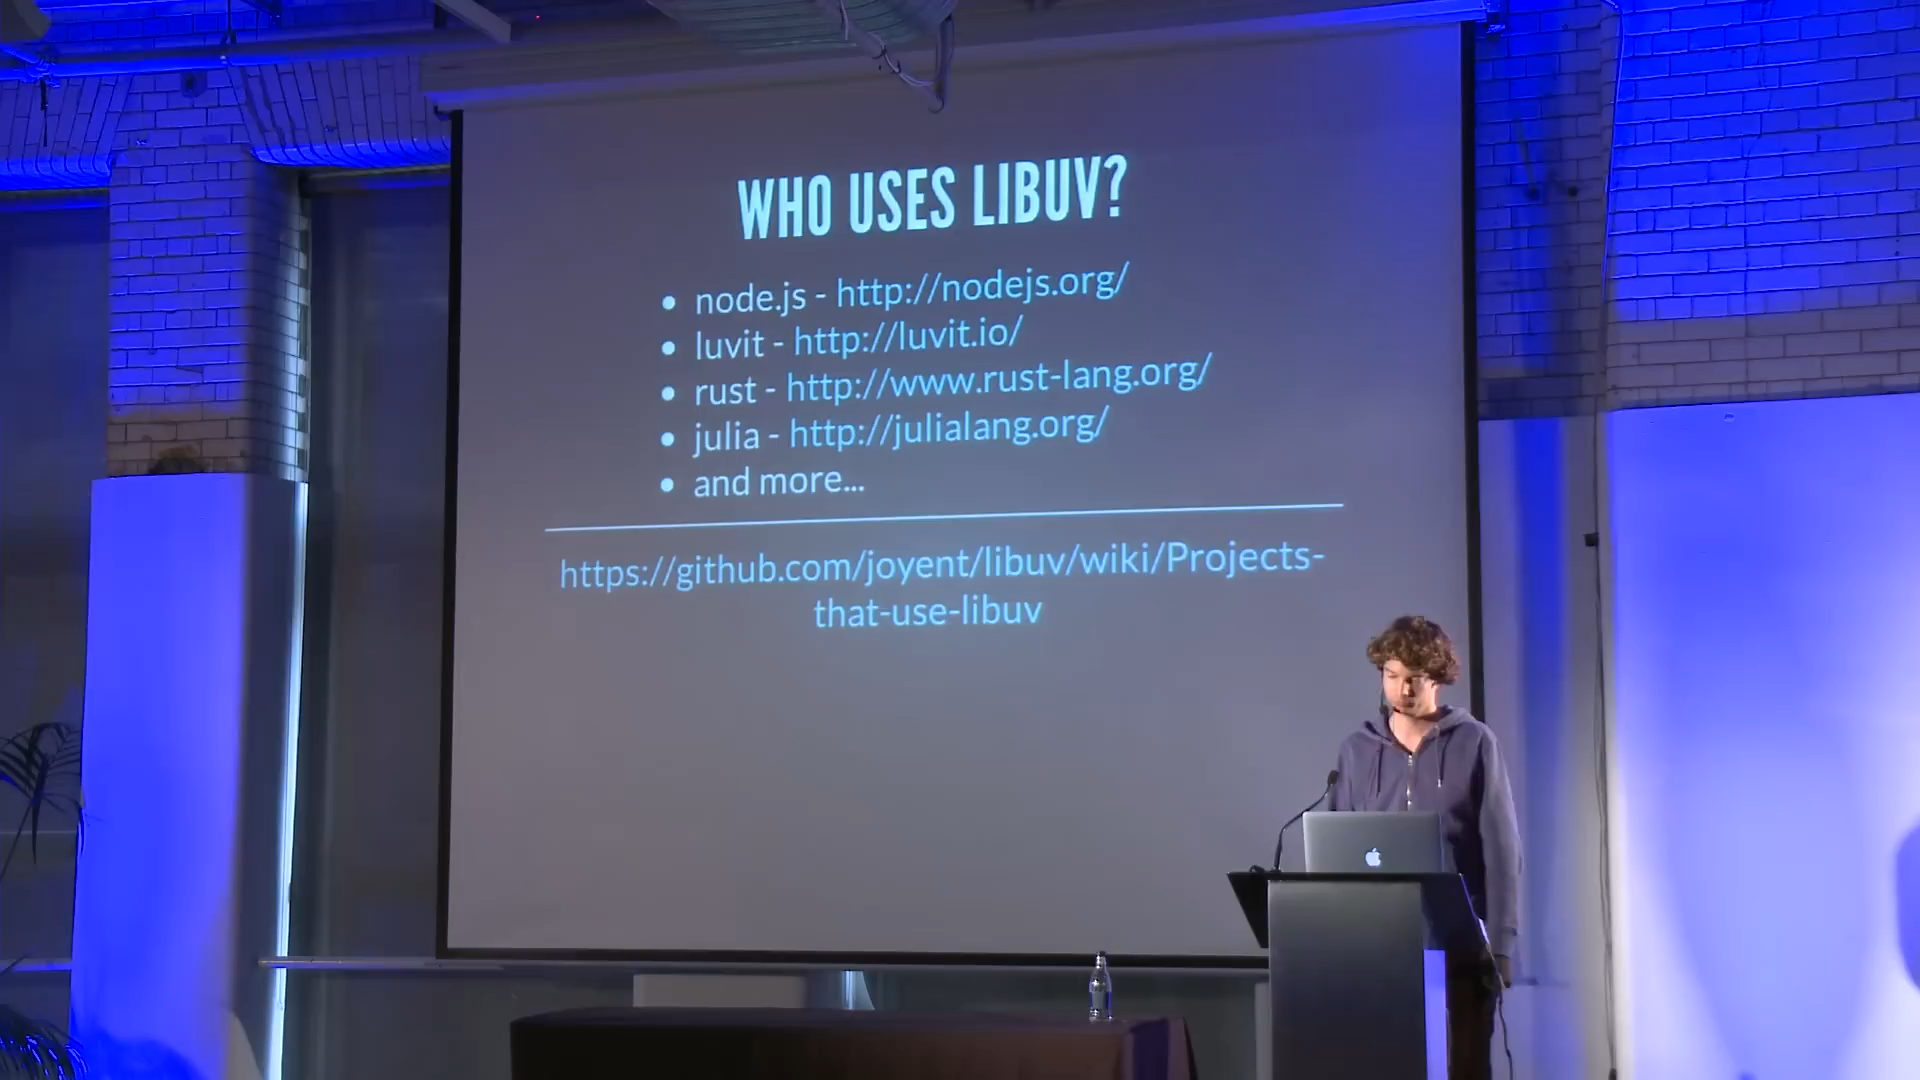 WHO USES LIBUV?
• node.js - http://nodejs.org/
• luvit - http://luvit.io/
• rust - http://www.rust-lang.org/
• julia - http://julialang.org/
• and more...
https://github.com/joyent/libuv/wiki/Projects-
that-use-libuv